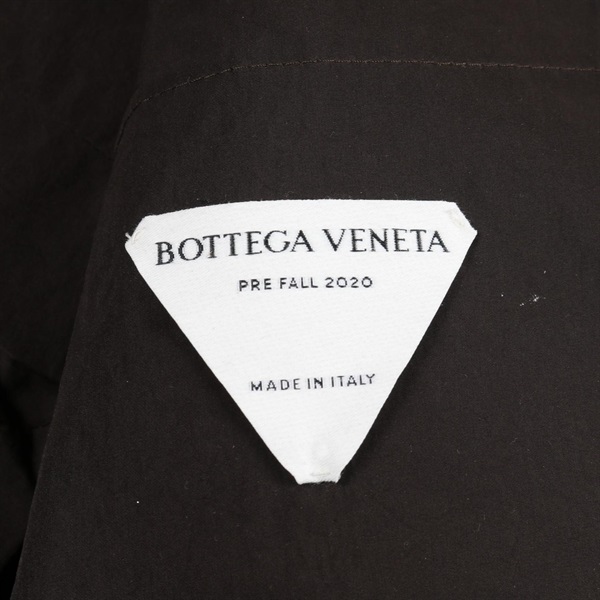 BOTTEGA VENETA
PRE FALL 2020
MADE IN ITALY